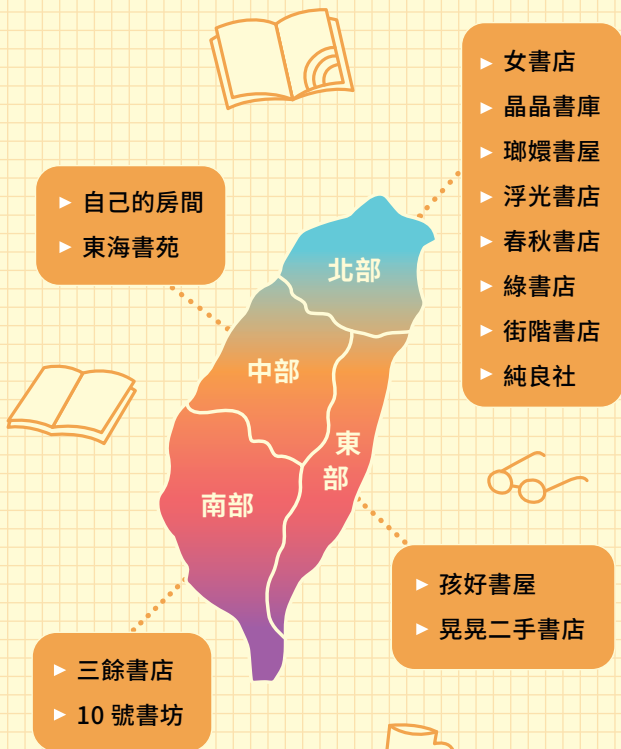 女書店
晶晶書庫
瑯嬛書屋
浮光書店
春秋書店
綠書店
街階書店
純良社
自己的房間
東海書苑
北部
中部
東
部
南部
孩好書屋
晃晃二手書店
三餘書店
10 號書坊